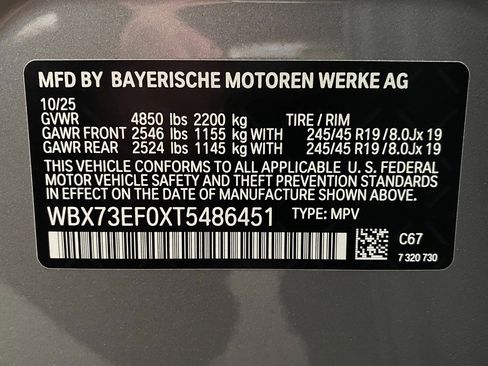 MFD BY BAYERISCHE MOTOREN WERKE AG
10/25
GVWR 4850 lbs 2200 kg TIRE / RIM
GAWR FRONT 2546 lbs 1155 kg WITH 245/45 R19 / 8.0Jx 19
GAWR REAR 2524 lbs 1145 kg WITH 245/45 R19 / 8.0Jx 19
THIS VEHICLE CONFORMS TO ALL APPLICABLE U. S. FEDERAL
MOTOR VEHICLE SAFETY AND THEFT PREVENTION STANDARDS
IN EFFECT ON THE DATE OF MANUFACTURE SHOWN ABOVE.
WBX73EF0XT5486451 TYPE: MPV
C67
7 320 730